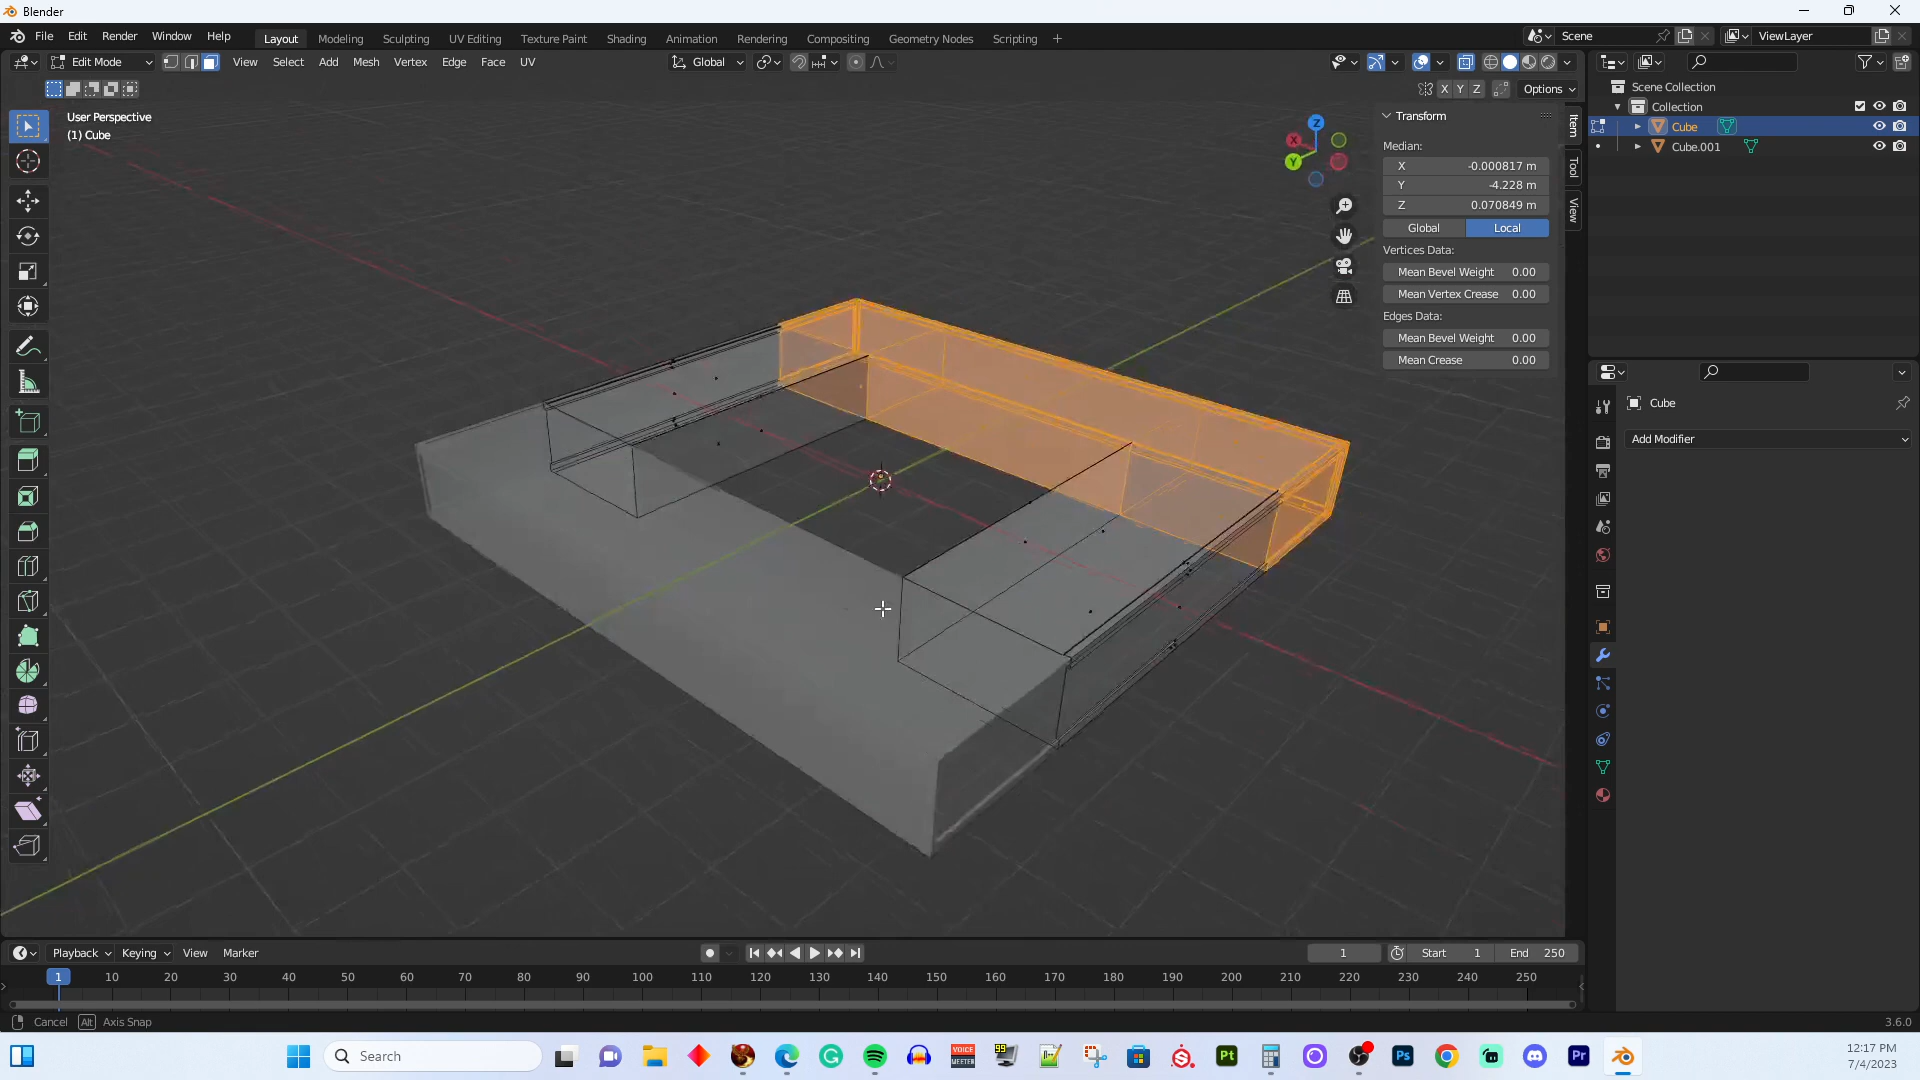 Blender
File Edit Render Window Help
Layout Modeling Sculpting UV Editing Texture Paint Shading Animation Rendering Compositing Geometry Nodes Scripting +
Scene
ViewLayer
Edit Mode View Select Add Mesh Vertex Edge Face UV
Global
X Y Z Options
User Perspective
(1) Cube
Z
X
Y
Transform
Median:
X -0.000817 m
Y -4.228 m
Z 0.070849 m
Global Local
Vertices Data:
Mean Bevel Weight 0.00
Mean Vertex Crease 0.00
Edges Data:
Mean Bevel Weight 0.00
Mean Crease 0.00
Item
Tool
View
Scene Collection
Collection
Cube
Cube.001
Cube
Add Modifier
Playback Keying View Marker
1 Start 1 End 250
1 10 20 30 40 50 60 70 80 90 100 110 120 130 140 150 160 170 180 190 200 210 220 230 240 250
Cancel Alt Axis Snap
3.6.0
Search
VOICE
MEETER
99
Pt
Ps
Pr
12:17 PM
7/4/2023